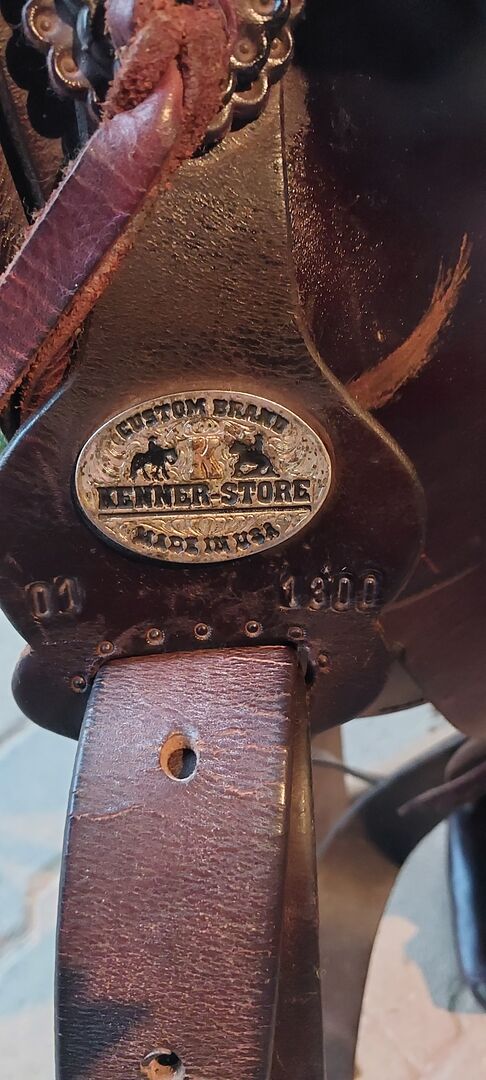 CUSTOM BRAND
KENNER-STORE
MADE IN USA
01 1300